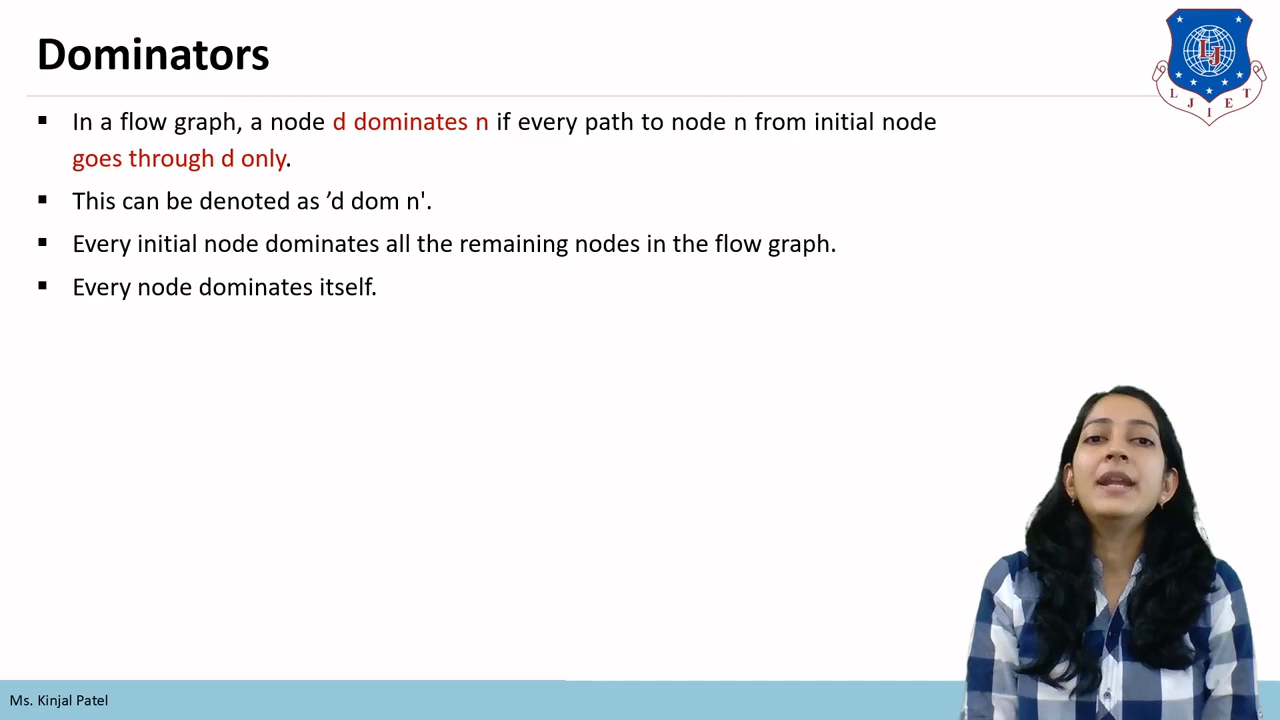 Dominators
LJ
L J I E T
▪ In a flow graph, a node d dominates n if every path to node n from initial node
goes through d only.
▪ This can be denoted as ’d dom n'.
▪ Every initial node dominates all the remaining nodes in the flow graph.
▪ Every node dominates itself.
Ms. Kinjal Patel